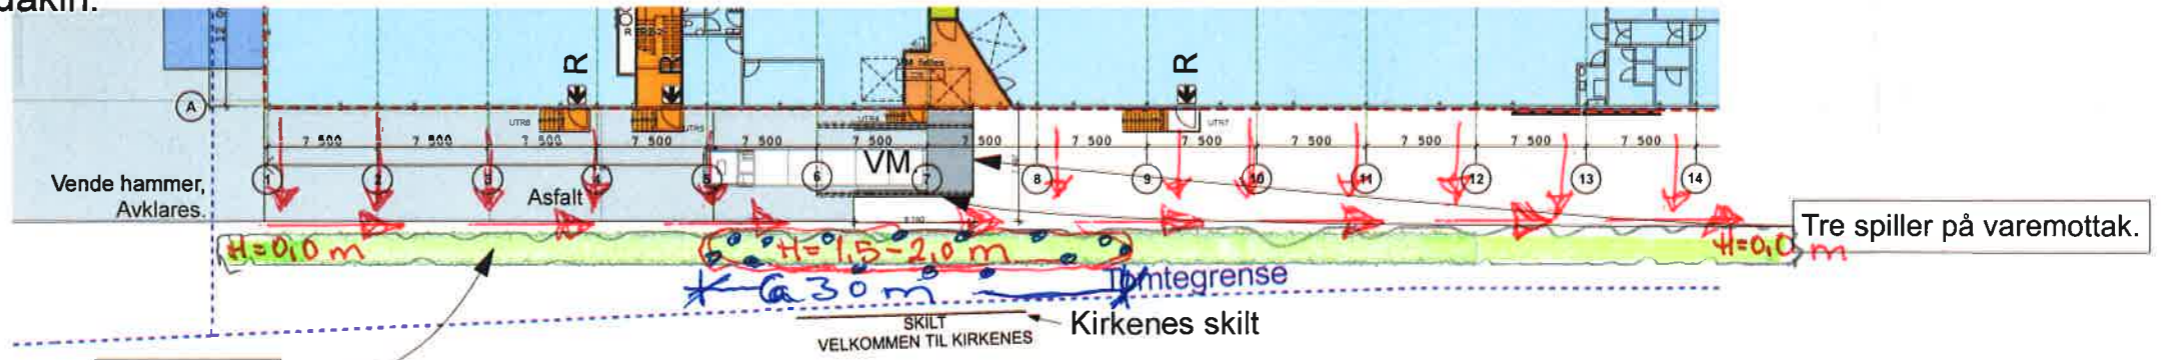 R
R
R
A
UTR6
UTR5
UTR7
7 500
7 500
7 500
7 500
7 500
7 500
7 500
7 500
7 500
7 500
7 500
7 500
7 500
VM
1
2
3
4
5
6
7
8
9
10
11
12
13
14
Vende hammer,
Avklares.
Asfalt
Tre spiller på varemottak.
H=0,0 m
H=1,5-2,0 m
H=0,0 m
Ca 30 m
Tomtegrense
SKILT
VELKOMMEN TIL KIRKENES
Kirkenes skilt